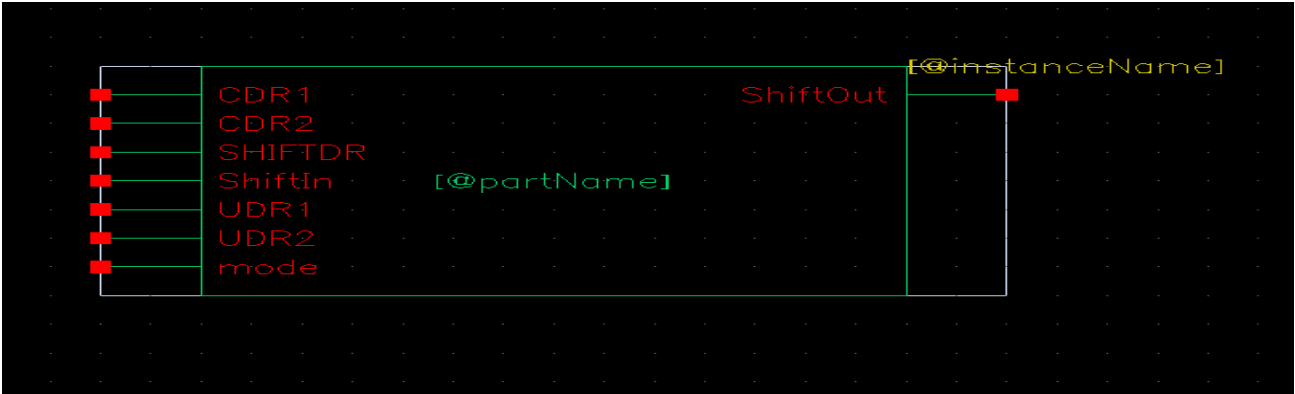 [@instanceName]
CDR1 ShiftOut
CDR2
SHIFTDR
ShiftIn [@partName]
UDR1
UDR2
mode